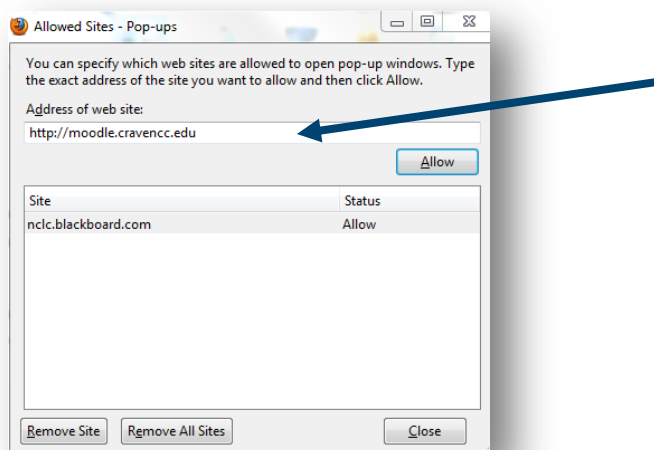 Allowed Sites - Pop-ups
You can specify which web sites are allowed to open pop-up windows. Type
the exact address of the site you want to allow and then click Allow.
Address of web site:
http://moodle.cravencc.edu
Allow
Site Status
nclc.blackboard.com Allow
Remove Site Remove All Sites Close